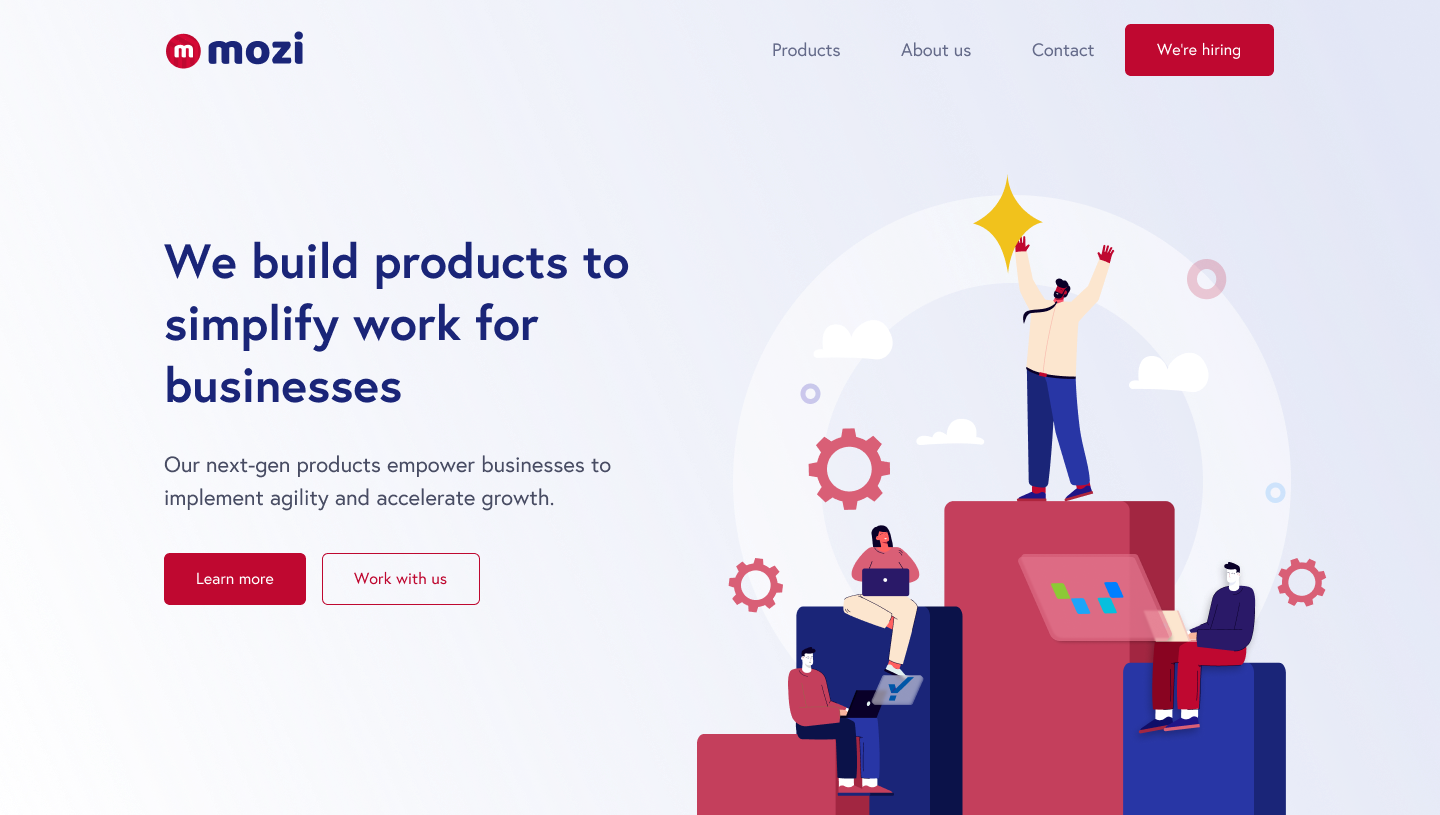 mozi
Products
About us
Contact
We're hiring
We build products to
simplify work for
businesses
Our next-gen products empower businesses to
implement agility and accelerate growth.
Learn more
Work with us